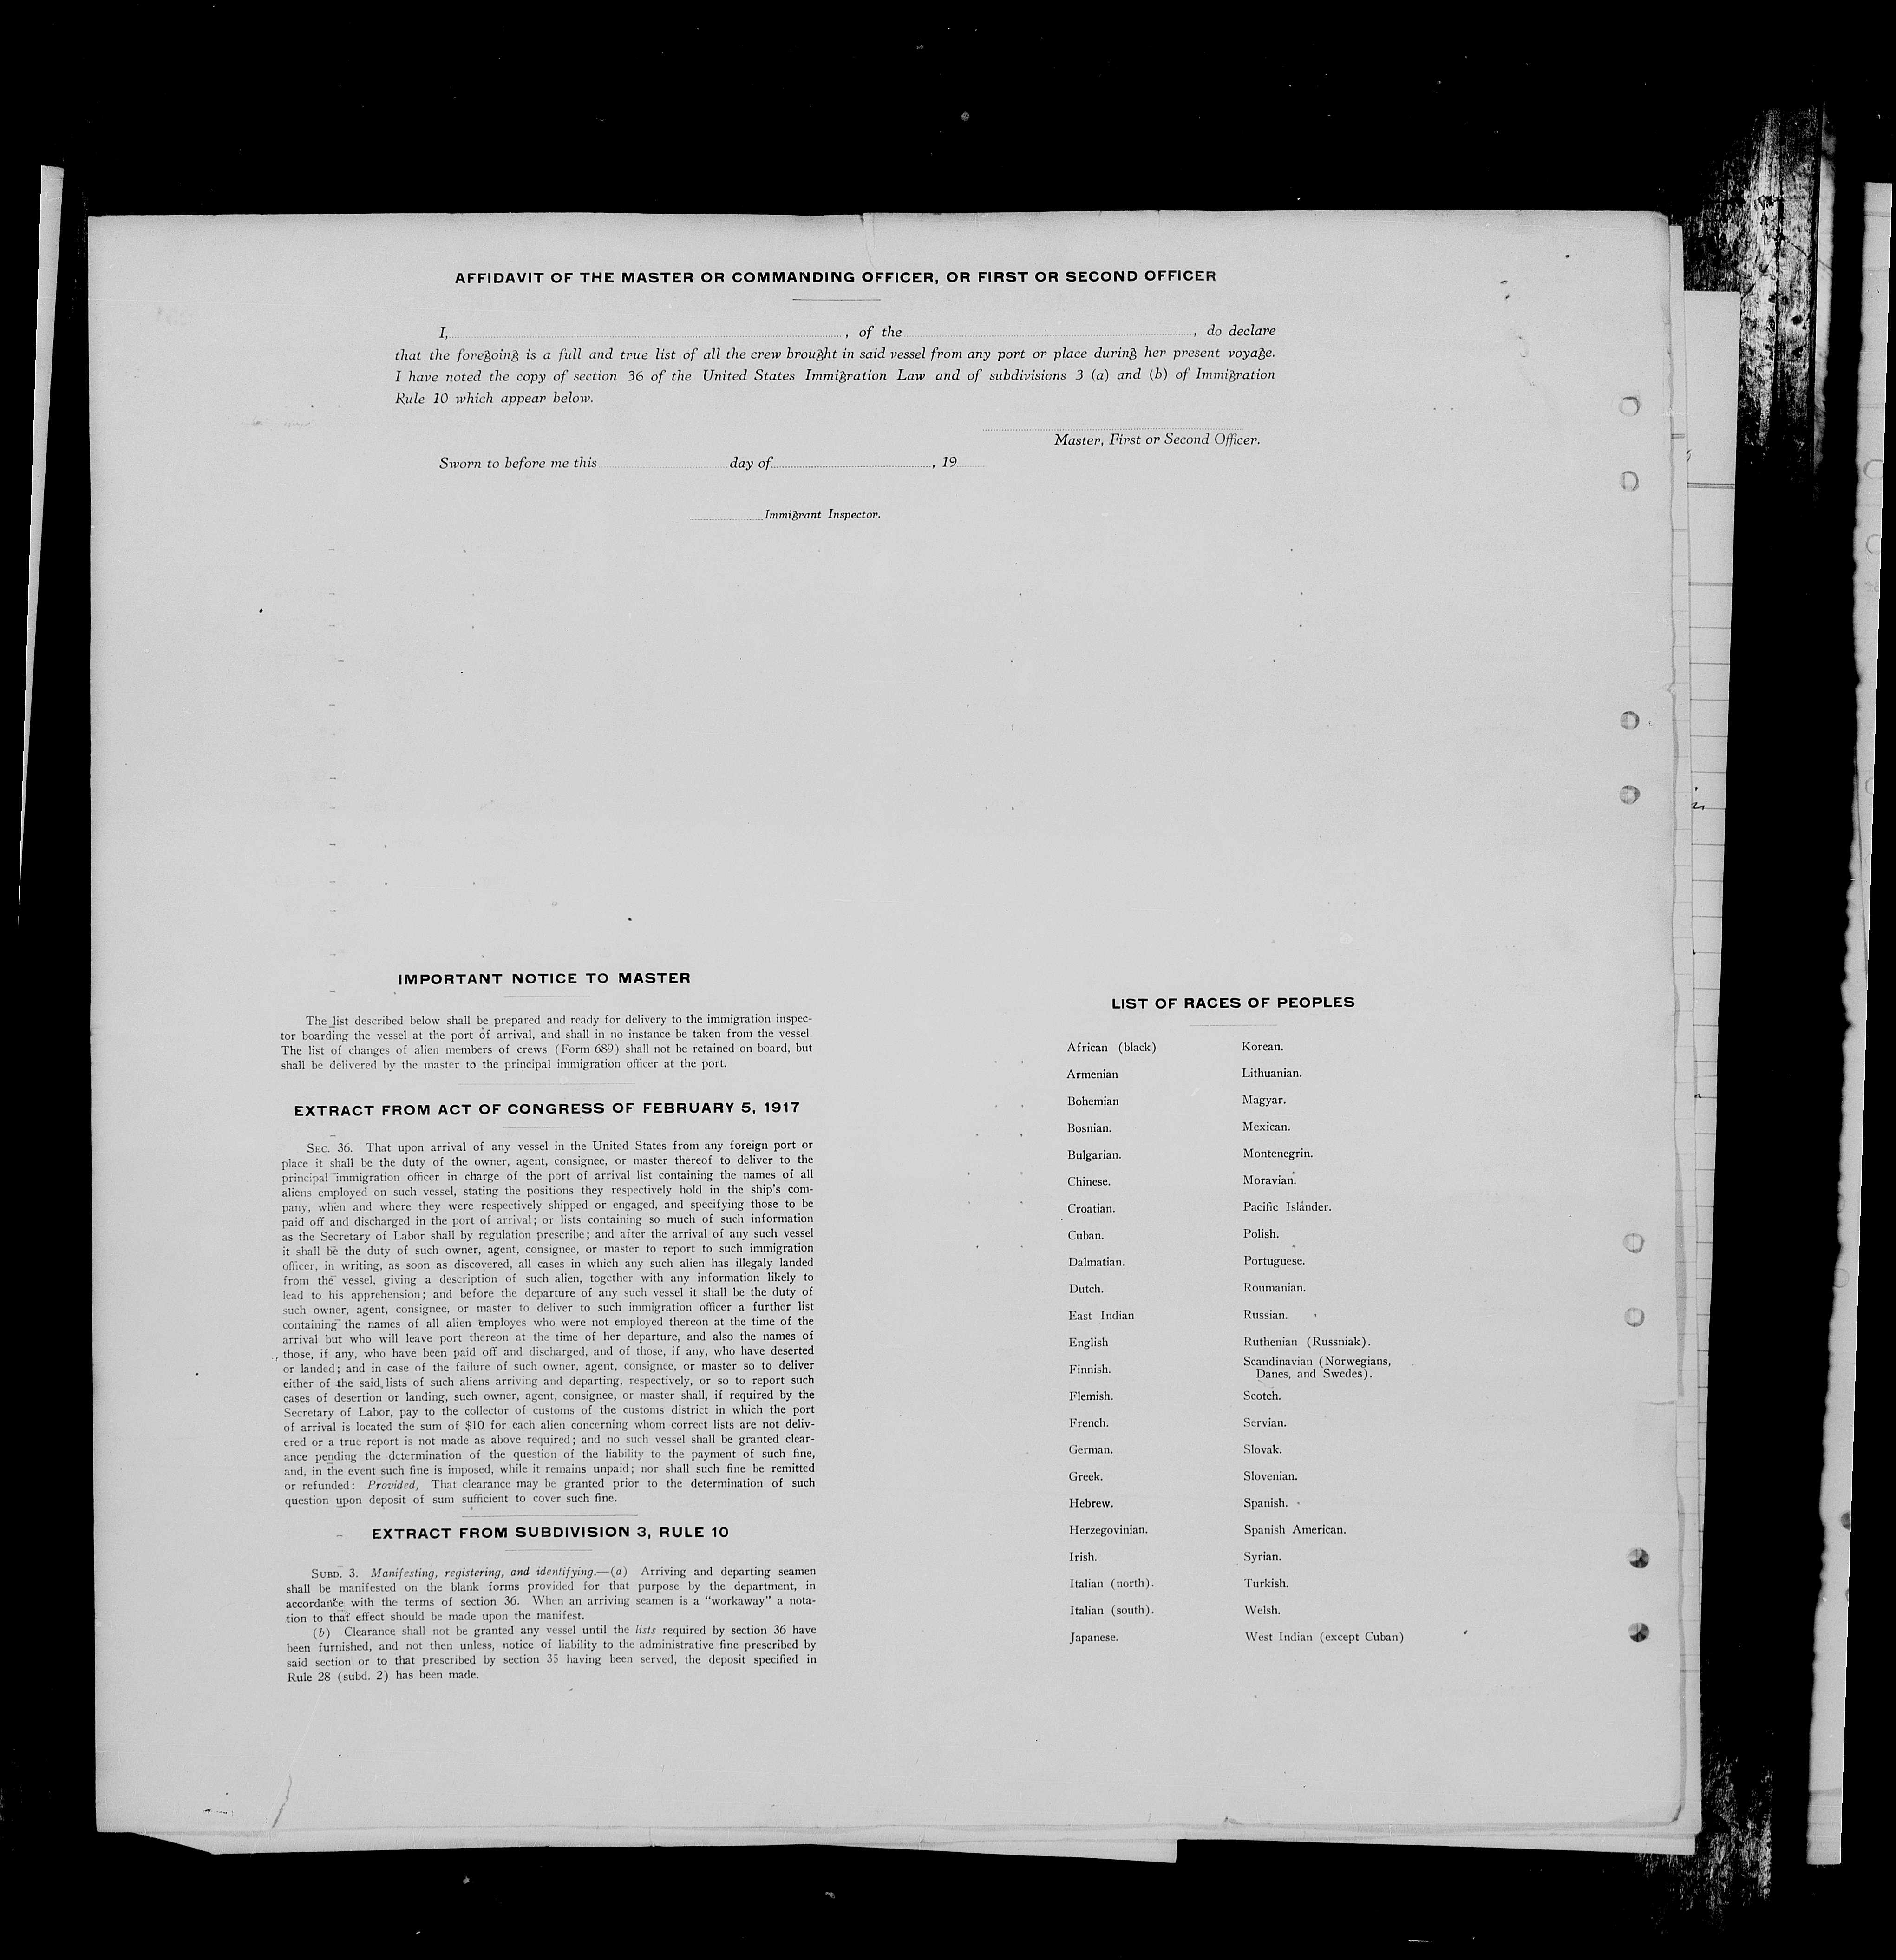 AFFIDAVIT OF THE MASTER OR COMMANDING OFFICER, OR FIRST OR SECOND OFFICER
I, , of the , do declare
that the foregoing is a full and true list of all the crew brought in said vessel from any port or place during her present voyage.
I have noted the copy of section 36 of the United States Immigration Law and of subdivisions 3 (a) and (b) of Immigration
Rule 10 which appear below.
Master, First or Second Officer.
Sworn to before me this day of , 19
Immigrant Inspector.
IMPORTANT NOTICE TO MASTER
The list described below shall be prepared and ready for delivery to the immigration inspec-
tor boarding the vessel at the port of arrival, and shall in no instance be taken from the vessel.
The list of changes of alien members of crews (Form 689) shall not be retained on board, but
shall be delivered by the master to the principal immigration officer at the port.
EXTRACT FROM ACT OF CONGRESS OF FEBRUARY 5, 1917
SEC. 36. That upon arrival of any vessel in the United States from any foreign port or
place it shall be the duty of the owner, agent, consignee, or master thereof to deliver to the
principal immigration officer in charge of the port of arrival list containing the names of all
aliens employed on such vessel, stating the positions they respectively hold in the ship's com-
pany, when and where they were respectively shipped or engaged, and specifying those to be
paid off and discharged in the port of arrival; or lists containing so much of such information
as the Secretary of Labor shall by regulation prescribe; and after the arrival of any such vessel
it shall be the duty of such owner, agent, consignee, or master to report to such immigration
officer, in writing, as soon as discovered, all cases in which any such alien has illegaly landed
from the vessel, giving a description of such alien, together with any information likely to
lead to his apprehension; and before the departure of any such vessel it shall be the duty of
such owner, agent, consignee, or master to deliver to such immigration officer a further list
containing the names of all alien employes who were not employed thereon at the time of the
arrival but who will leave port thereon at the time of her departure, and also the names of
those, if any, who have been paid off and discharged, and of those, if any, who have deserted
or landed; and in case of the failure of such owner, agent, consignee, or master so to deliver
either of the said lists of such aliens arriving and departing, respectively, or so to report such
cases of desertion or landing, such owner, agent, consignee, or master shall, if required by the
Secretary of Labor, pay to the collector of customs of the customs district in which the port
of arrival is located the sum of $10 for each alien concerning whom correct lists are not deliv-
ered or a true report is not made as above required; and no such vessel shall be granted clear-
ance pending the determination of the question of the liability to the payment of such fine,
and, in the event such fine is imposed, while it remains unpaid; nor shall such fine be remitted
or refunded: Provided, That clearance may be granted prior to the determination of such
question upon deposit of sum sufficient to cover such fine.
EXTRACT FROM SUBDIVISION 3, RULE 10
SUBD. 3. Manifesting, registering, and identifying.—(a) Arriving and departing seamen
shall be manifested on the blank forms provided for that purpose by the department, in
accordance with the terms of section 36. When an arriving seamen is a "workaway" a nota-
tion to that effect should be made upon the manifest.
(b) Clearance shall not be granted any vessel until the lists required by section 36 have
been furnished, and not then unless, notice of liability to the administrative fine prescribed by
said section or to that prescribed by section 35 having been served, the deposit specified in
Rule 28 (subd. 2) has been made.
LIST OF RACES OF PEOPLES
African (black)
Armenian
Bohemian
Bosnian.
Bulgarian.
Chinese.
Croatian.
Cuban.
Dalmatian.
Dutch.
East Indian
English
Finnish.
Flemish.
French.
German.
Greek.
Hebrew.
Herzegovinian.
Irish.
Italian (north).
Italian (south).
Japanese.
Korean.
Lithuanian.
Magyar.
Mexican.
Montenegrin.
Moravian.
Pacific Islander.
Polish.
Portuguese.
Roumanian.
Russian.
Ruthenian (Russniak).
Scandinavian (Norwegians,
Danes, and Swedes).
Scotch.
Servian.
Slovak.
Slovenian.
Spanish.
Spanish American.
Syrian.
Turkish.
Welsh.
West Indian (except Cuban)